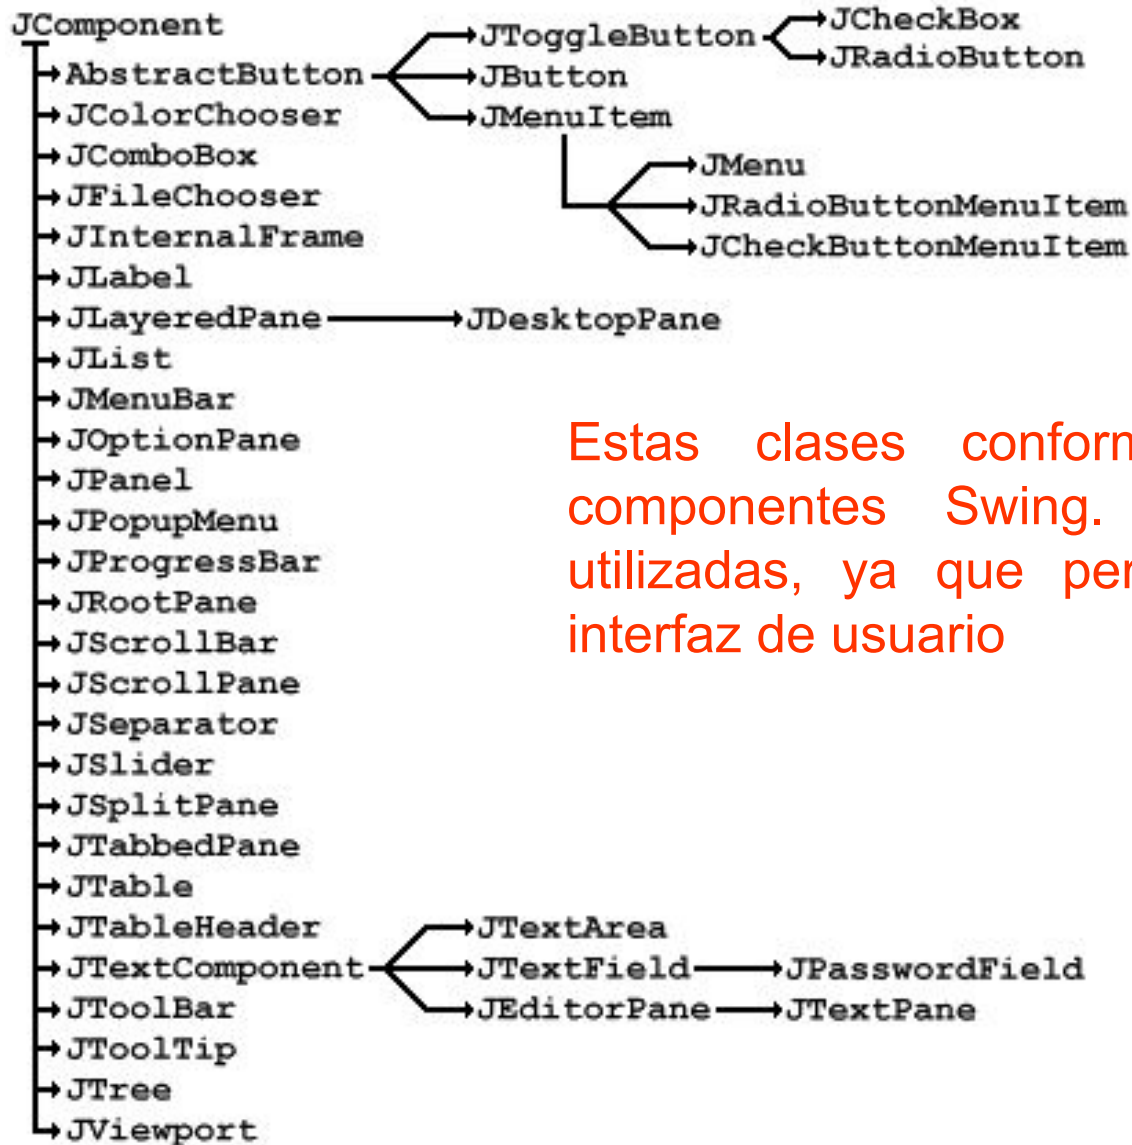 JComponent
AbstractButton
JToggleButton
JCheckBox
JRadioButton
JButton
JMenuItem
JMenu
JRadioButtonMenuItem
JCheckButtonMenuItem
JColorChooser
JComboBox
JFileChooser
JInternalFrame
JLabel
JLayeredPane
JDesktopPane
JList
JMenuBar
JOptionPane
JPanel
JPopupMenu
JProgressBar
JRootPane
JScrollBar
JScrollPane
JSeparator
JSlider
JSplitPane
JTabbedPane
JTable
JTableHeader
JTextComponent
JTextArea
JTextField
JPasswordField
JEditorPane
JTextPane
JToolBar
JToolTip
JTree
JViewport
Estas clases
componentes Swing.
utilizadas, ya que
interfaz de usuario